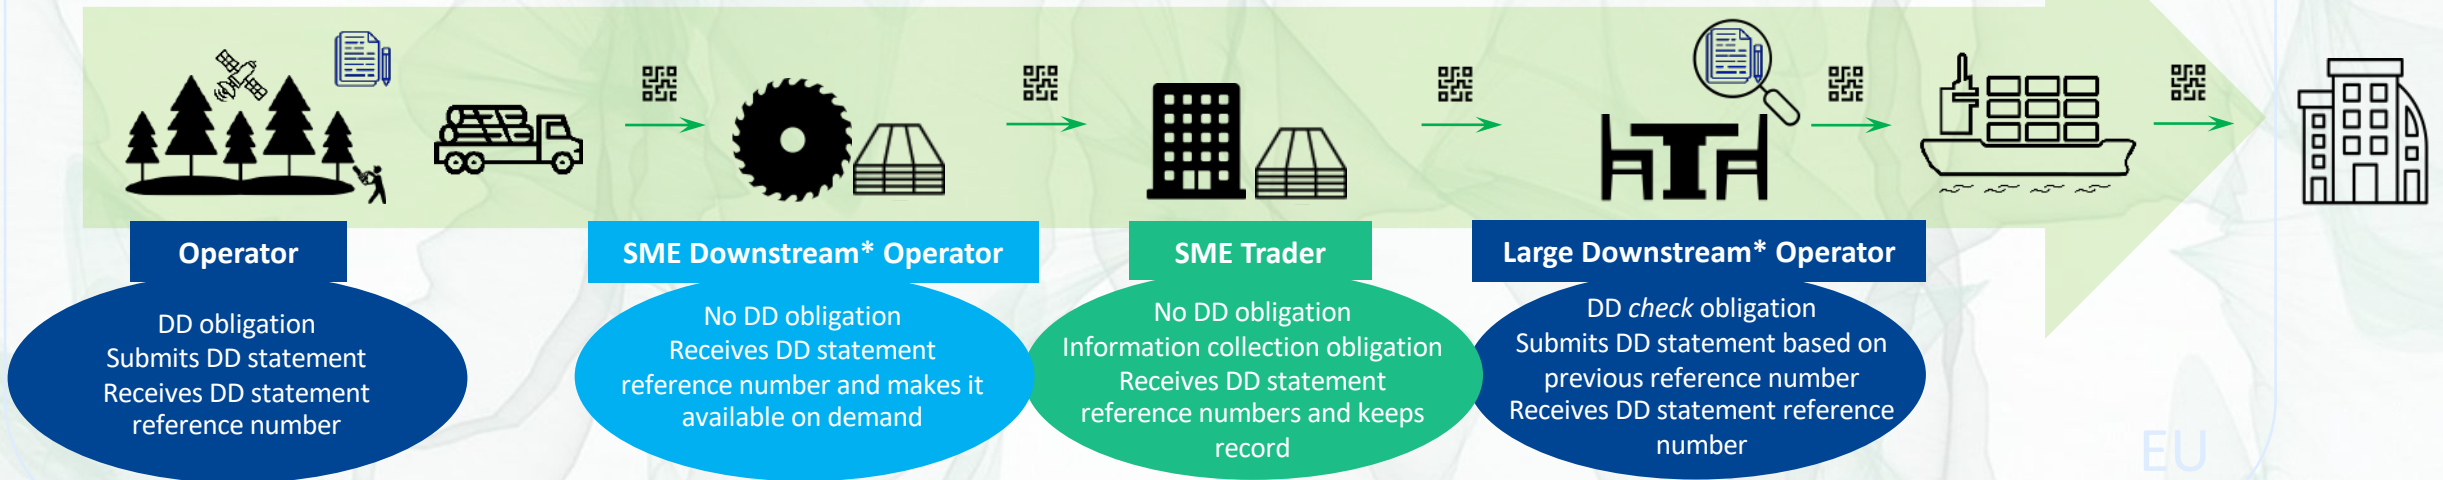 Operator
DD obligation
Submits DD statement
Receives DD statement
reference number
SME Downstream* Operator
No DD obligation
Receives DD statement
reference number and makes it
available on demand
SME Trader
No DD obligation
Information collection obligation
Receives DD statement
reference numbers and keeps
record
Large Downstream* Operator
DD check obligation
Submits DD statement based on
previous reference number
Receives DD statement reference
number
EU